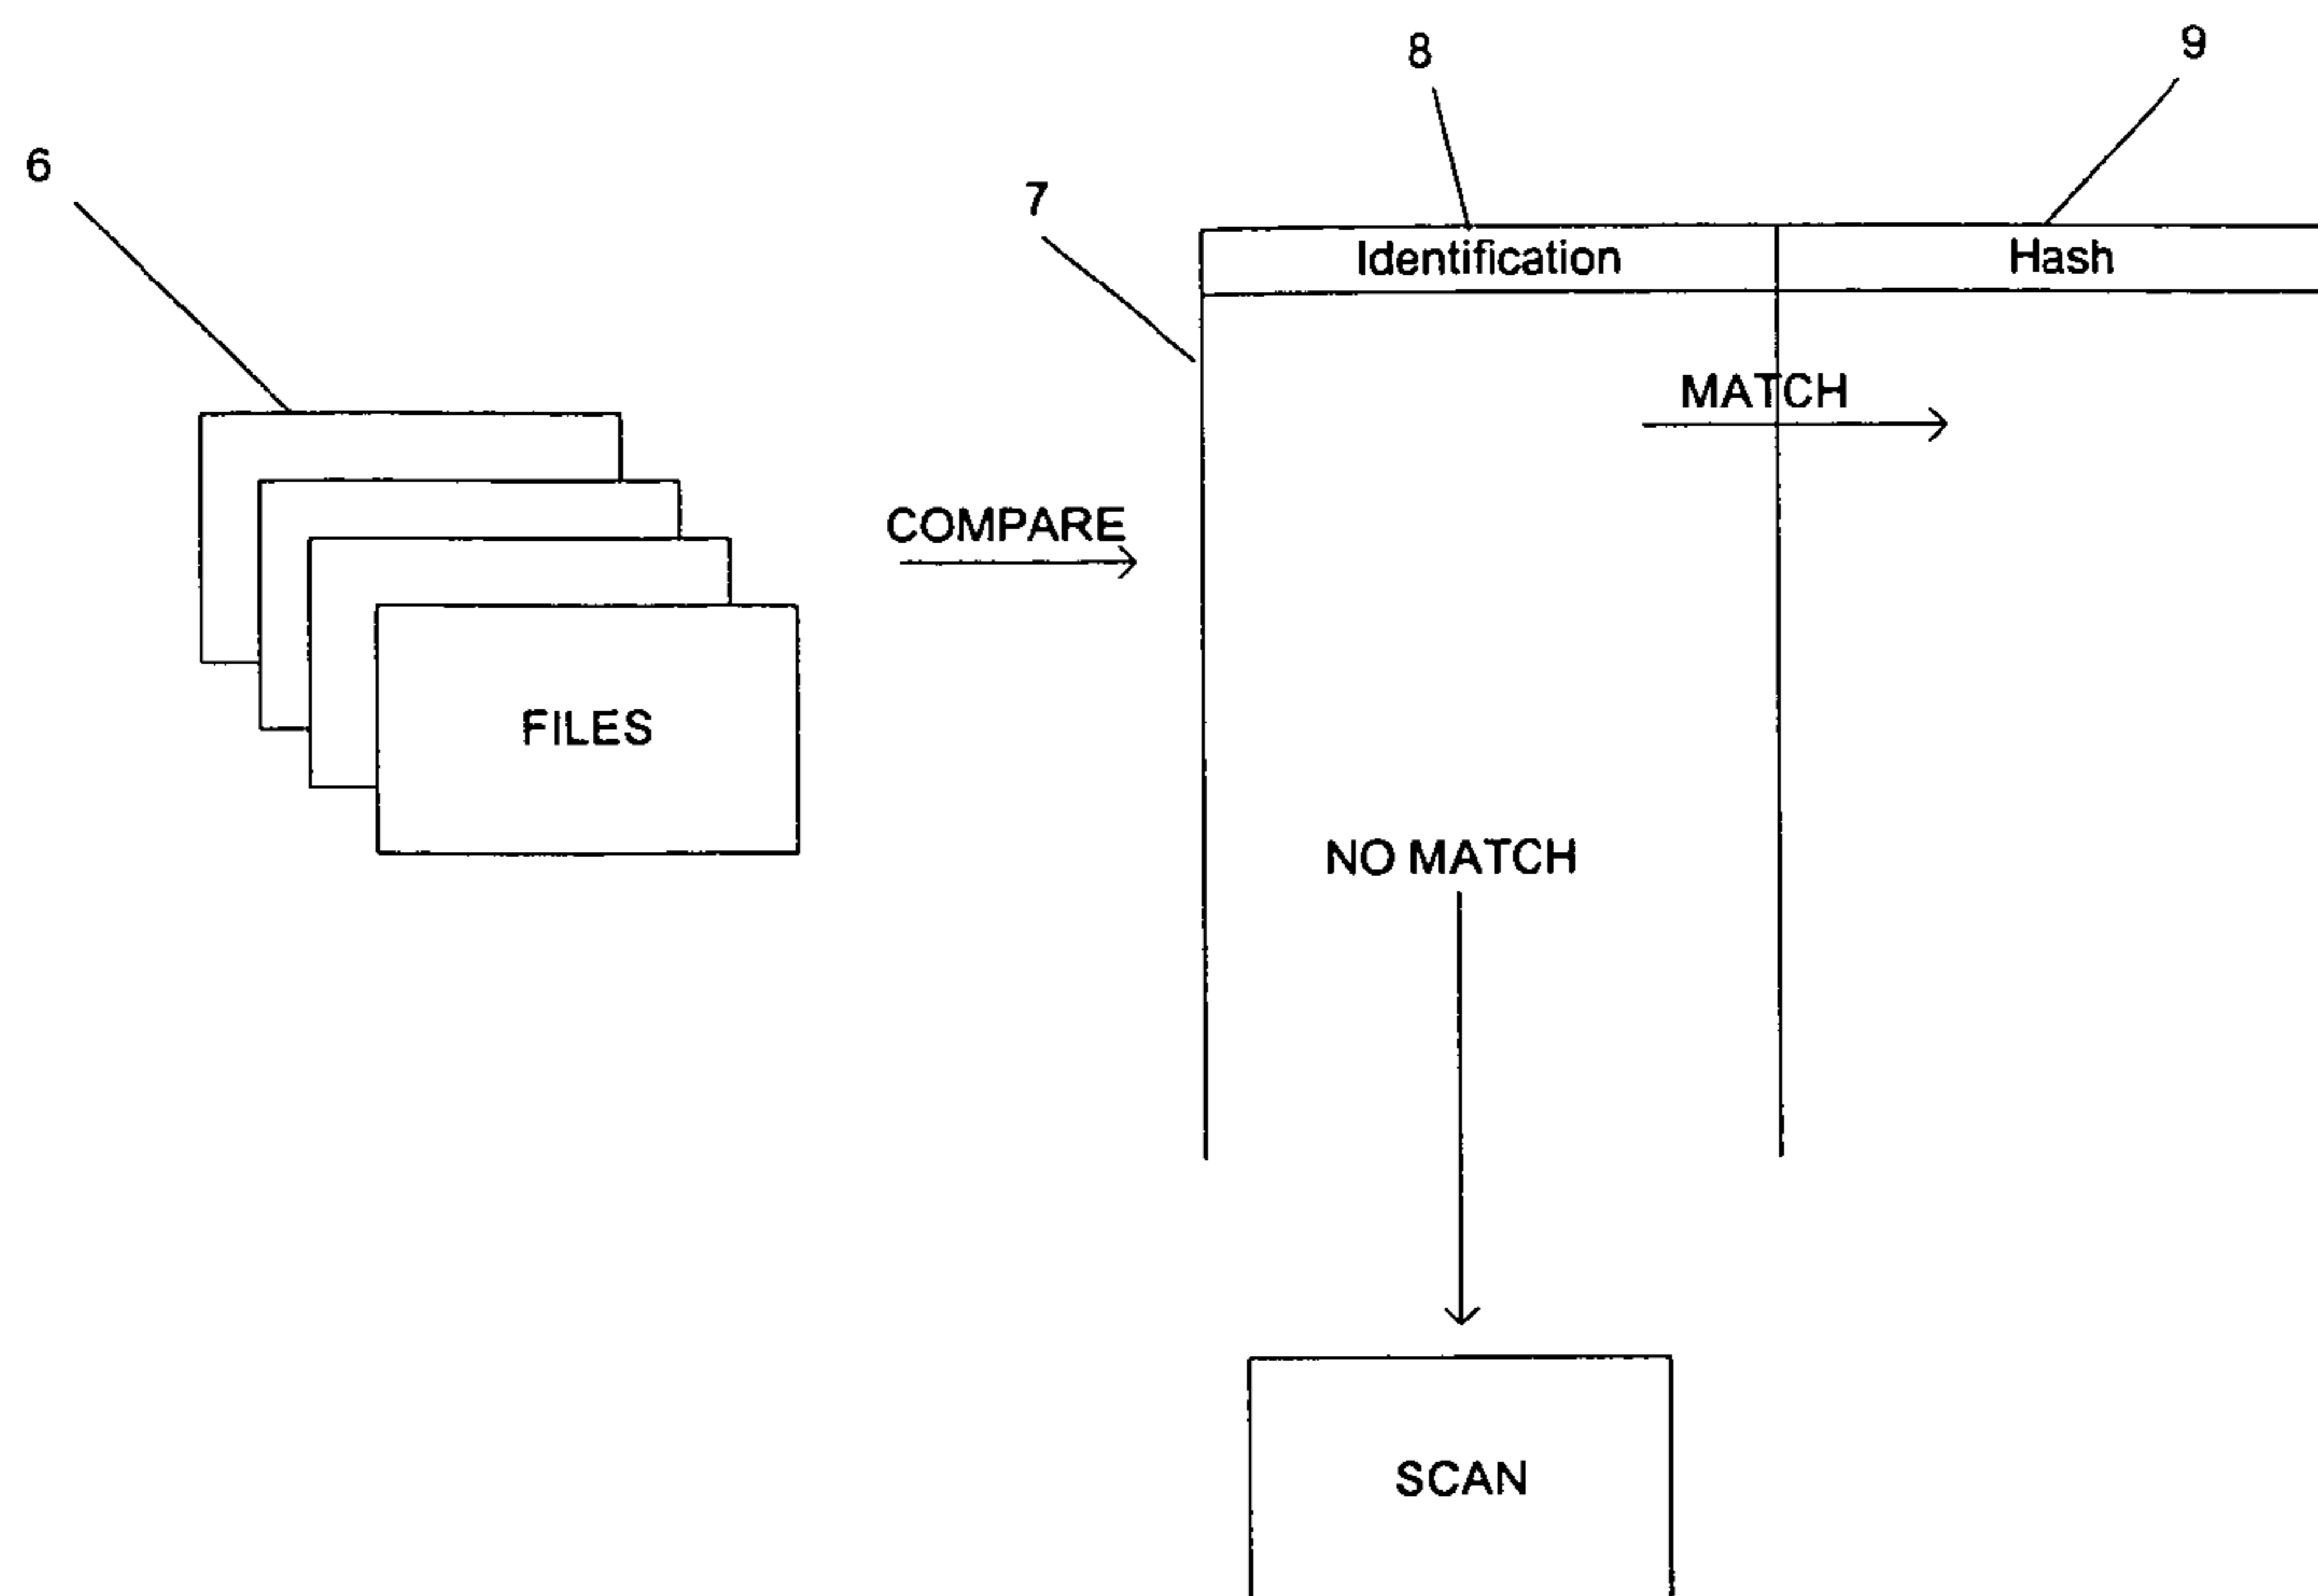 8
9
6
7
Identification
Hash
MATCH
COMPARE
FILES
NO MATCH
SCAN